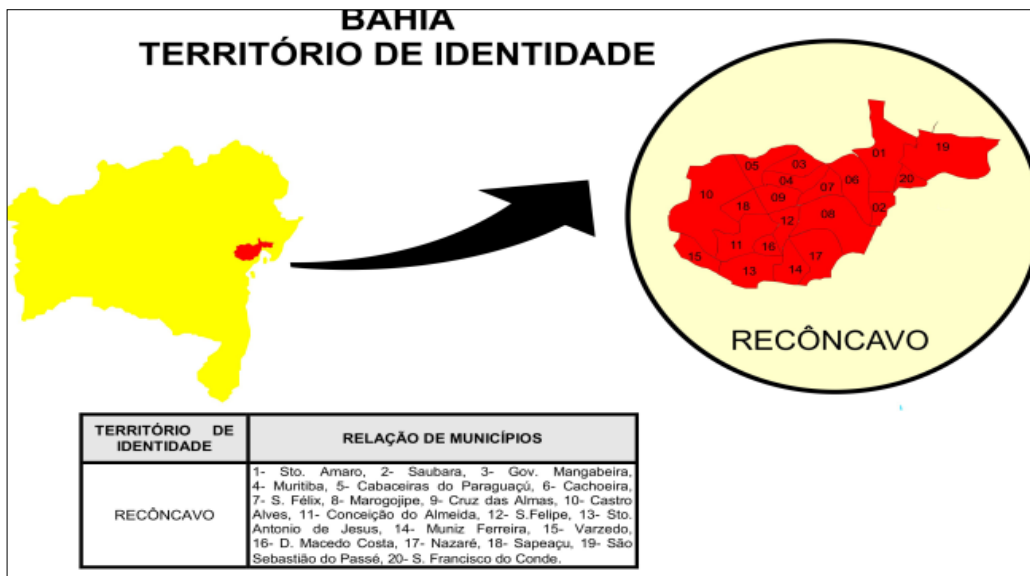 BAHIA
TERRITÓRIO DE IDENTIDADE
01
19
05
03
20
04
06
07
10
09
18
02
08
12
11
16
17
15
13
14
RECÔNCAVO
TERRITÓRIO DE
IDENTIDADE
RELAÇÃO DE MUNICÍPIOS
RECÔNCAVO
1- Sto. Amaro, 2- Saubara, 3- Gov. Mangabeira,
4- Muritiba, 5- Cabaceiras do Paraguaçú, 6- Cachoeira,
7- S. Félix, 8- Marogojipe, 9- Cruz das Almas, 10- Castro
Alves, 11- Conceição do Almeida, 12- S.Felipe, 13- Sto.
Antonio de Jesus, 14- Muniz Ferreira, 15- Varzedo,
16- D. Macedo Costa, 17- Nazaré, 18- Sapeaçu, 19- São
Sebastião do Passé, 20- S. Francisco do Conde.